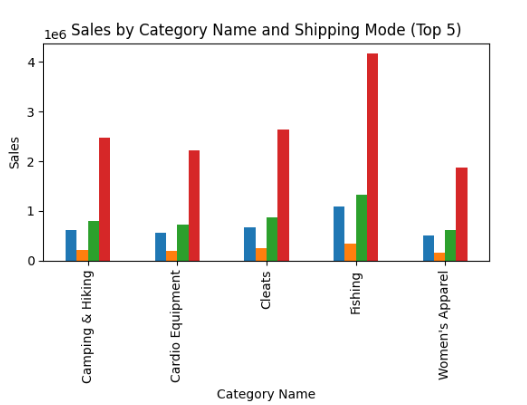 Sales by Category Name and Shipping Mode (Top 5)
1e6
4
3
2
1
0
Sales
Camping & Hiking
Cardio Equipment
Cleats
Fishing
Women's Apparel
Category Name